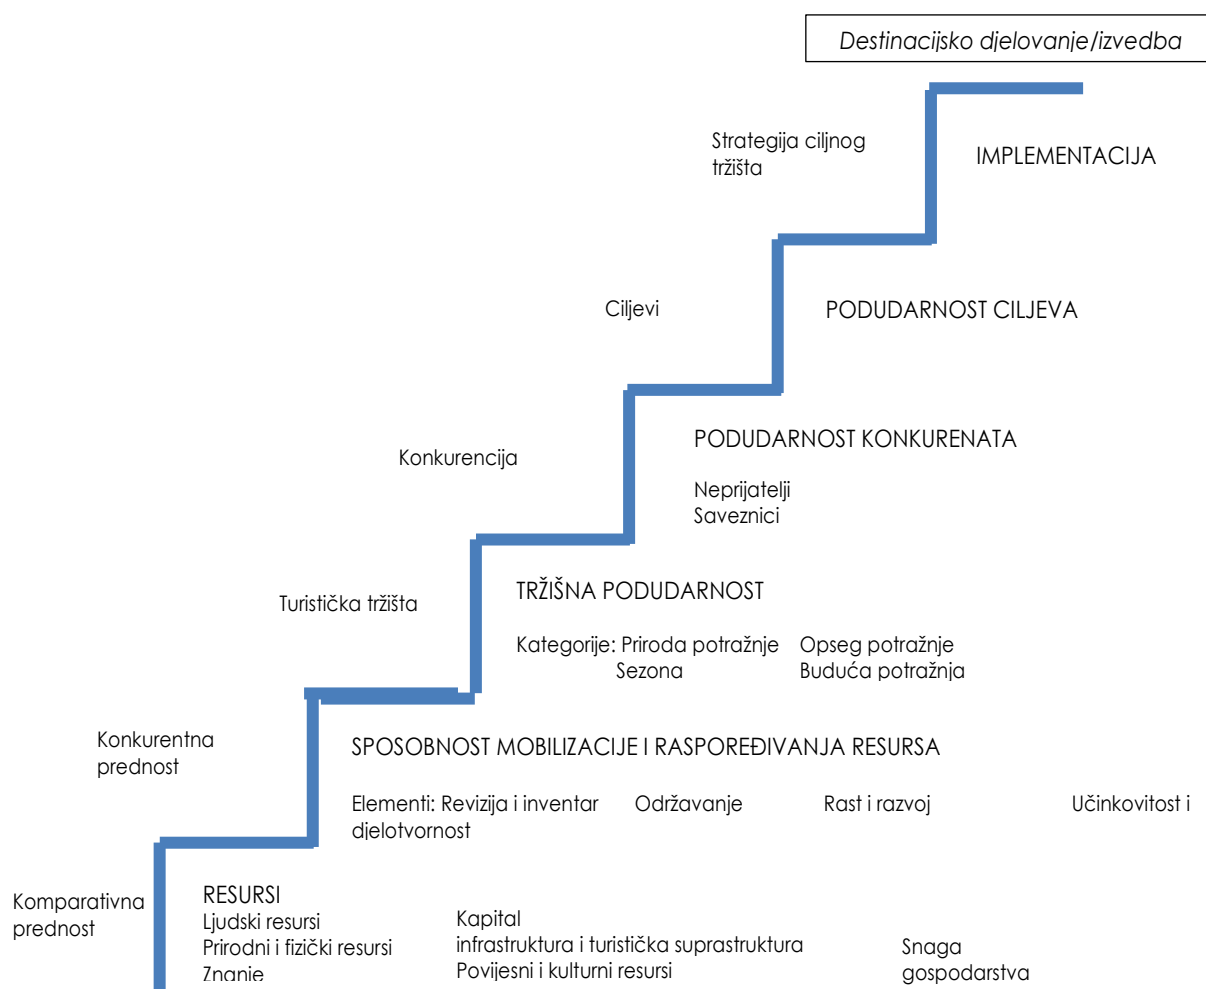 Destinacijsko djelovanje/izvedba
Strategija ciljnog
tržišta
IMPLEMENTACIJA
Ciljevi
PODUDARNOST CILJEVA
Konkurencija
PODUDARNOST KONKURENATA
Neprijatelji
Saveznici
Turistička tržišta
TRŽIŠNA PODUDARNOST
Kategorije: Priroda potražnje Opseg potražnje
Sezona Buduća potražnja
Konkurentna
prednost
SPOSOBNOST MOBILIZACIJE I RASPOREĐIVANJA RESURSA
Elementi: Revizija i inventar Održavanje Rast i razvoj Učinkovitost i
djelotvornost
Komparativna
prednost
RESURSI
Ljudski resursi
Prirodni i fizički resursi
Znanje
Kapital
infrastruktura i turistička suprastruktura
Povijesni i kulturni resursi
Snaga
gospodarstva